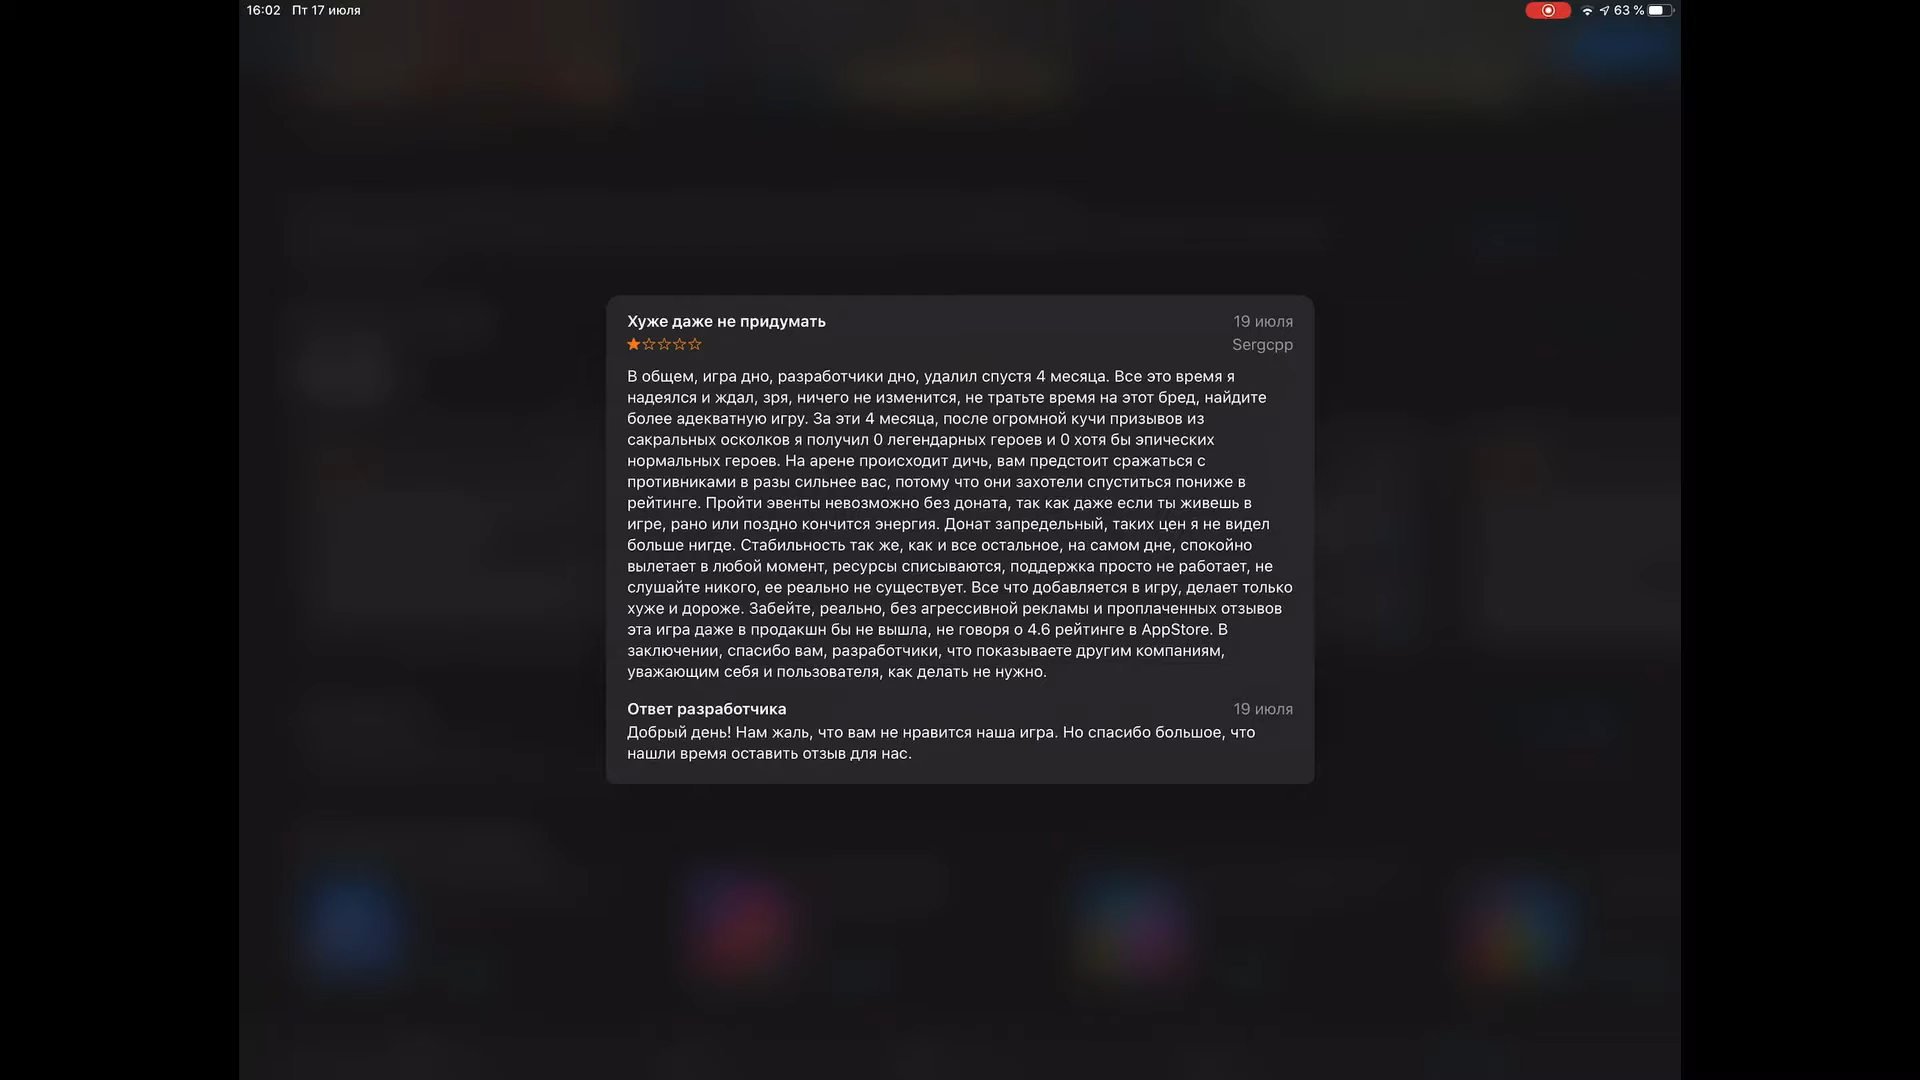 16:02 Пт 17 июля
63 %
Хуже даже не придумать
19 июля
Sergcpp
В общем, игра дно, разработчики дно, удалил спустя 4 месяца. Все это время я
надеялся и ждал, зря, ничего не изменится, не тратьте время на этот бред, найдите
более адекватную игру. За эти 4 месяца, после огромной кучи призывов из
сакральных осколков я получил 0 легендарных героев и 0 хотя бы эпических
нормальных героев. На арене происходит дичь, вам предстоит сражаться с
противниками в разы сильнее вас, потому что они захотели спуститься пониже в
рейтинге. Пройти эвенты невозможно без доната, так как даже если ты живешь в
игре, рано или поздно кончится энергия. Донат запредельный, таких цен я не видел
больше нигде. Стабильность так же, как и все остальное, на самом дне, спокойно
вылетает в любой момент, ресурсы списываются, поддержка просто не работает, не
слушайте никого, ее реально не существует. Все что добавляется в игру, делает только
хуже и дороже. Забейте, реально, без агрессивной рекламы и проплаченных отзывов
эта игра даже в продакшн бы не вышла, не говоря о 4.6 рейтинге в AppStore. В
заключении, спасибо вам, разработчики, что показываете другим компаниям,
уважающим себя и пользователя, как делать не нужно.
Ответ разработчика
19 июля
Добрый день! Нам жаль, что вам не нравится наша игра. Но спасибо большое, что
нашли время оставить отзыв для нас.